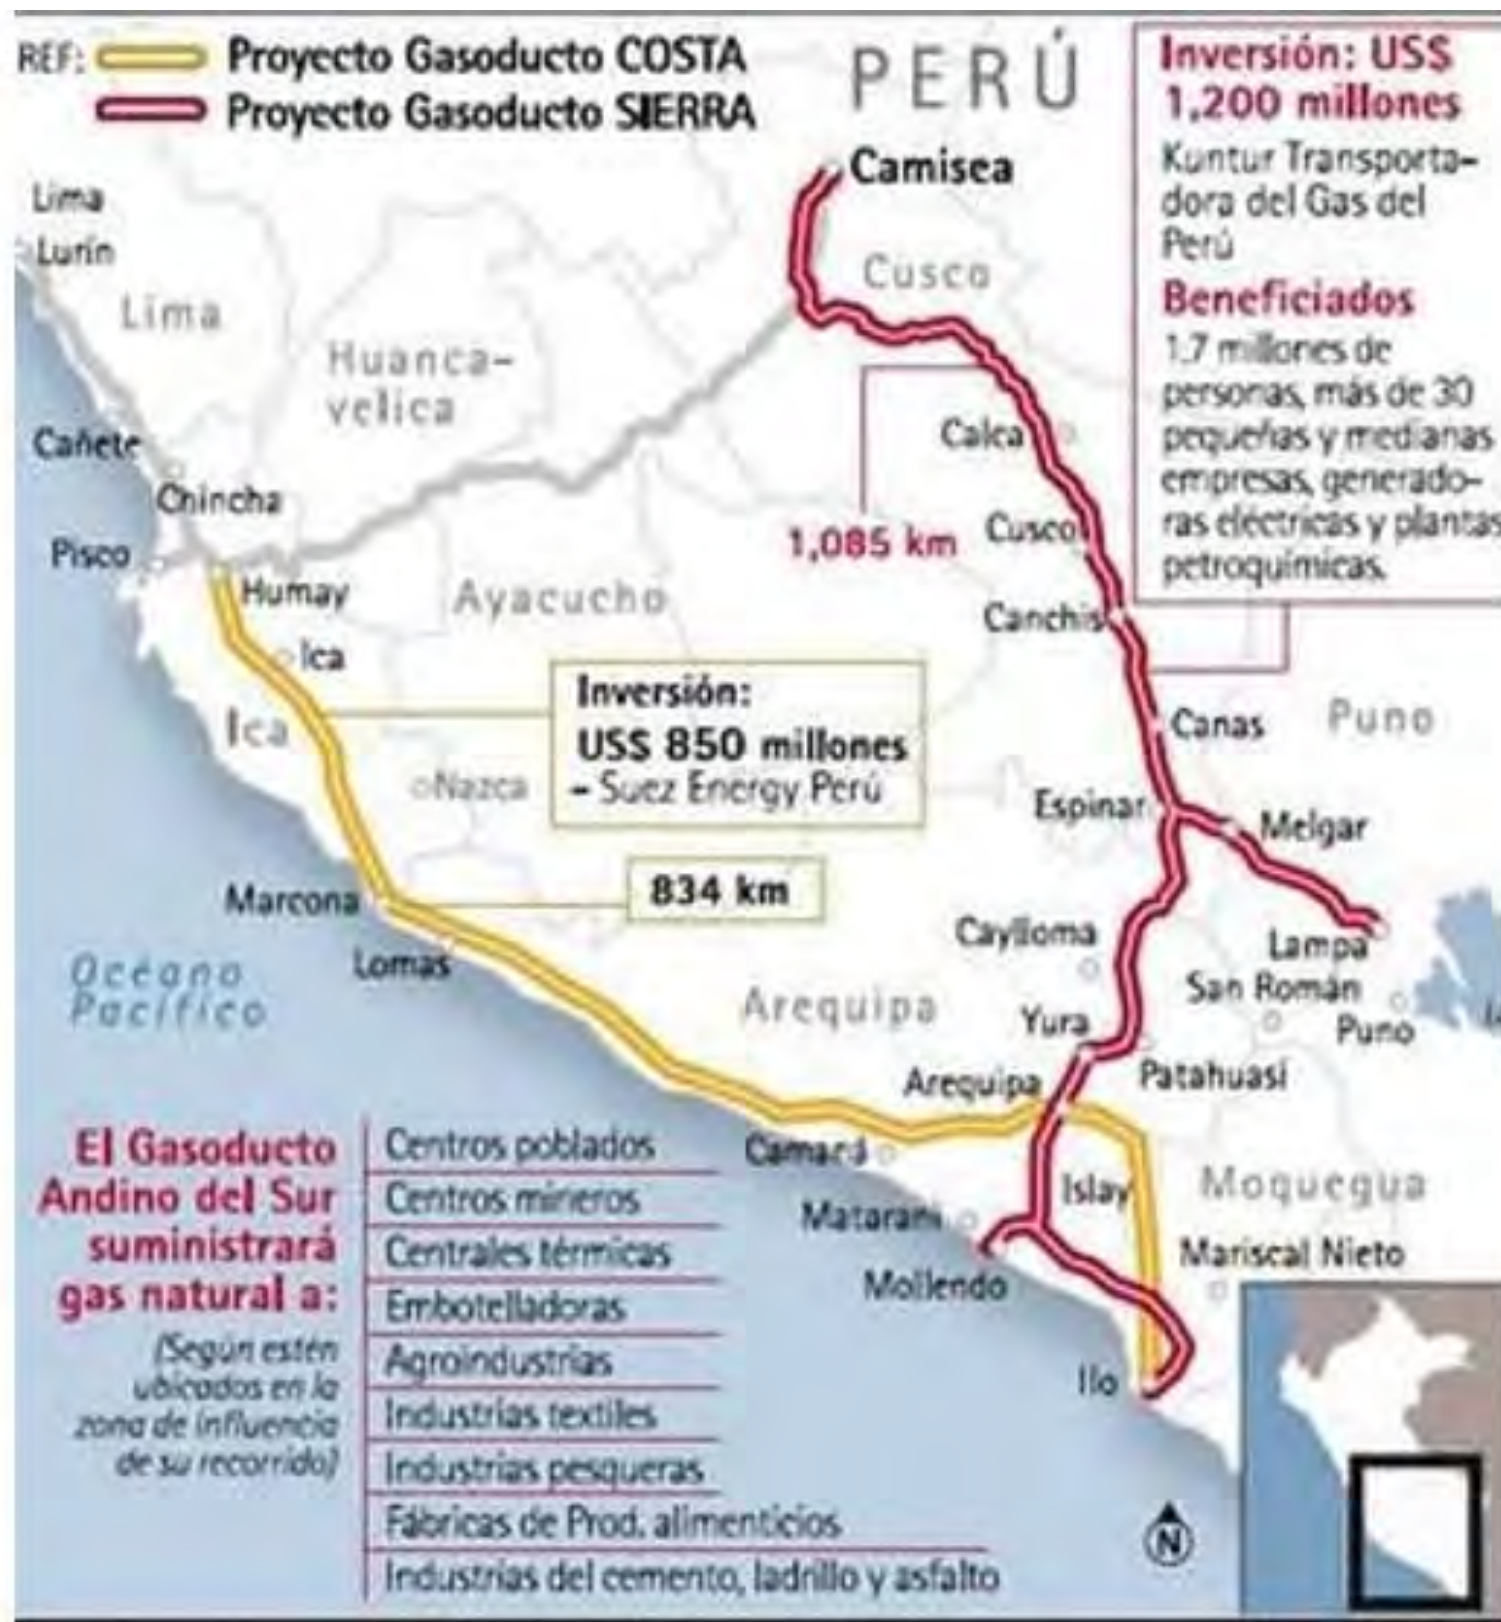 REF:
Proyecto Gasoducto COSTA
Proyecto Gasoducto SIERRA
PERÚ
Inversión: US$
1,200 millones
Kuntur Transporta-
dora del Gas del
Perú
Beneficiados
1.7 millones de
personas, más de 30
pequeñas y medianas
empresas, generado-
ras eléctricas y plantas
petroquímicas.
Camisea
Lima
Lurín
Cusco
Lima
Huanca-
velica
Calca
Cañete
Chincha
1,085 km
Cusco
Pisco
Humay
Ayacucho
Canchis
Ica
Inversión:
US$ 850 millones
- Suez Energy Perú
Ica
Canas
Puno
Nazca
Espinar
Melgar
834 km
Marcona
Lomas
Océano
Pacífico
Caylloma
Lampa
San Román
Puno
Arequipa
Yura
Patahuasi
Arequipa
Camaná
Islay
Moquegua
Matarani
Mollendo
Mariscal Nieto
Ilo
El Gasoducto
Andino del Sur
suministrará
gas natural a:
(Según estén
ubicados en la
zona de influencia
de su recorrido)
Centros poblados
Centros mineros
Centrales térmicas
Embotelladoras
Agroindustrias
Industrias textiles
Industrias pesqueras
Fábricas de Prod. alimenticios
Industrias del cemento, ladrillo y asfalto
N